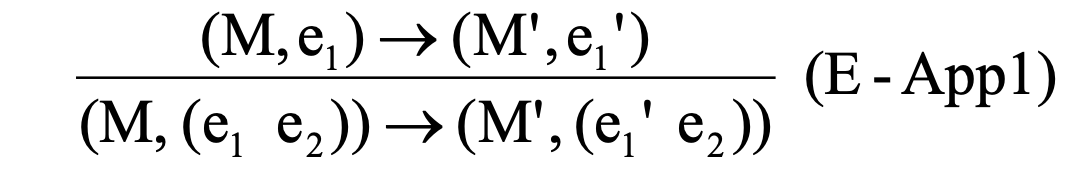 (M, e₁) → (M', e₁')
(E - App1)
(M, (e₁ e₂)) → (M', (e₁' e₂))